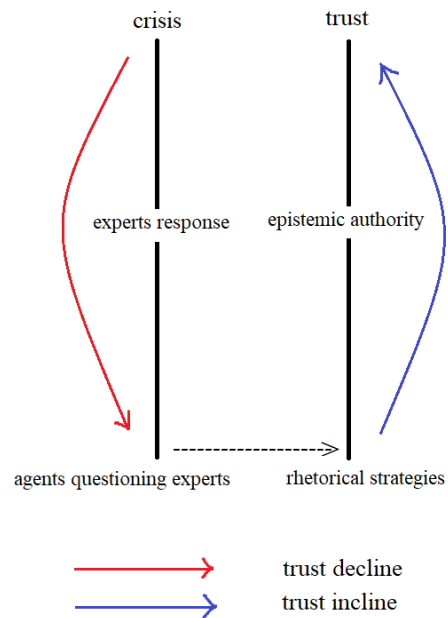 crisis
trust
experts response
epistemic authority
agents questioning experts
rhetorical strategies
trust decline
trust incline